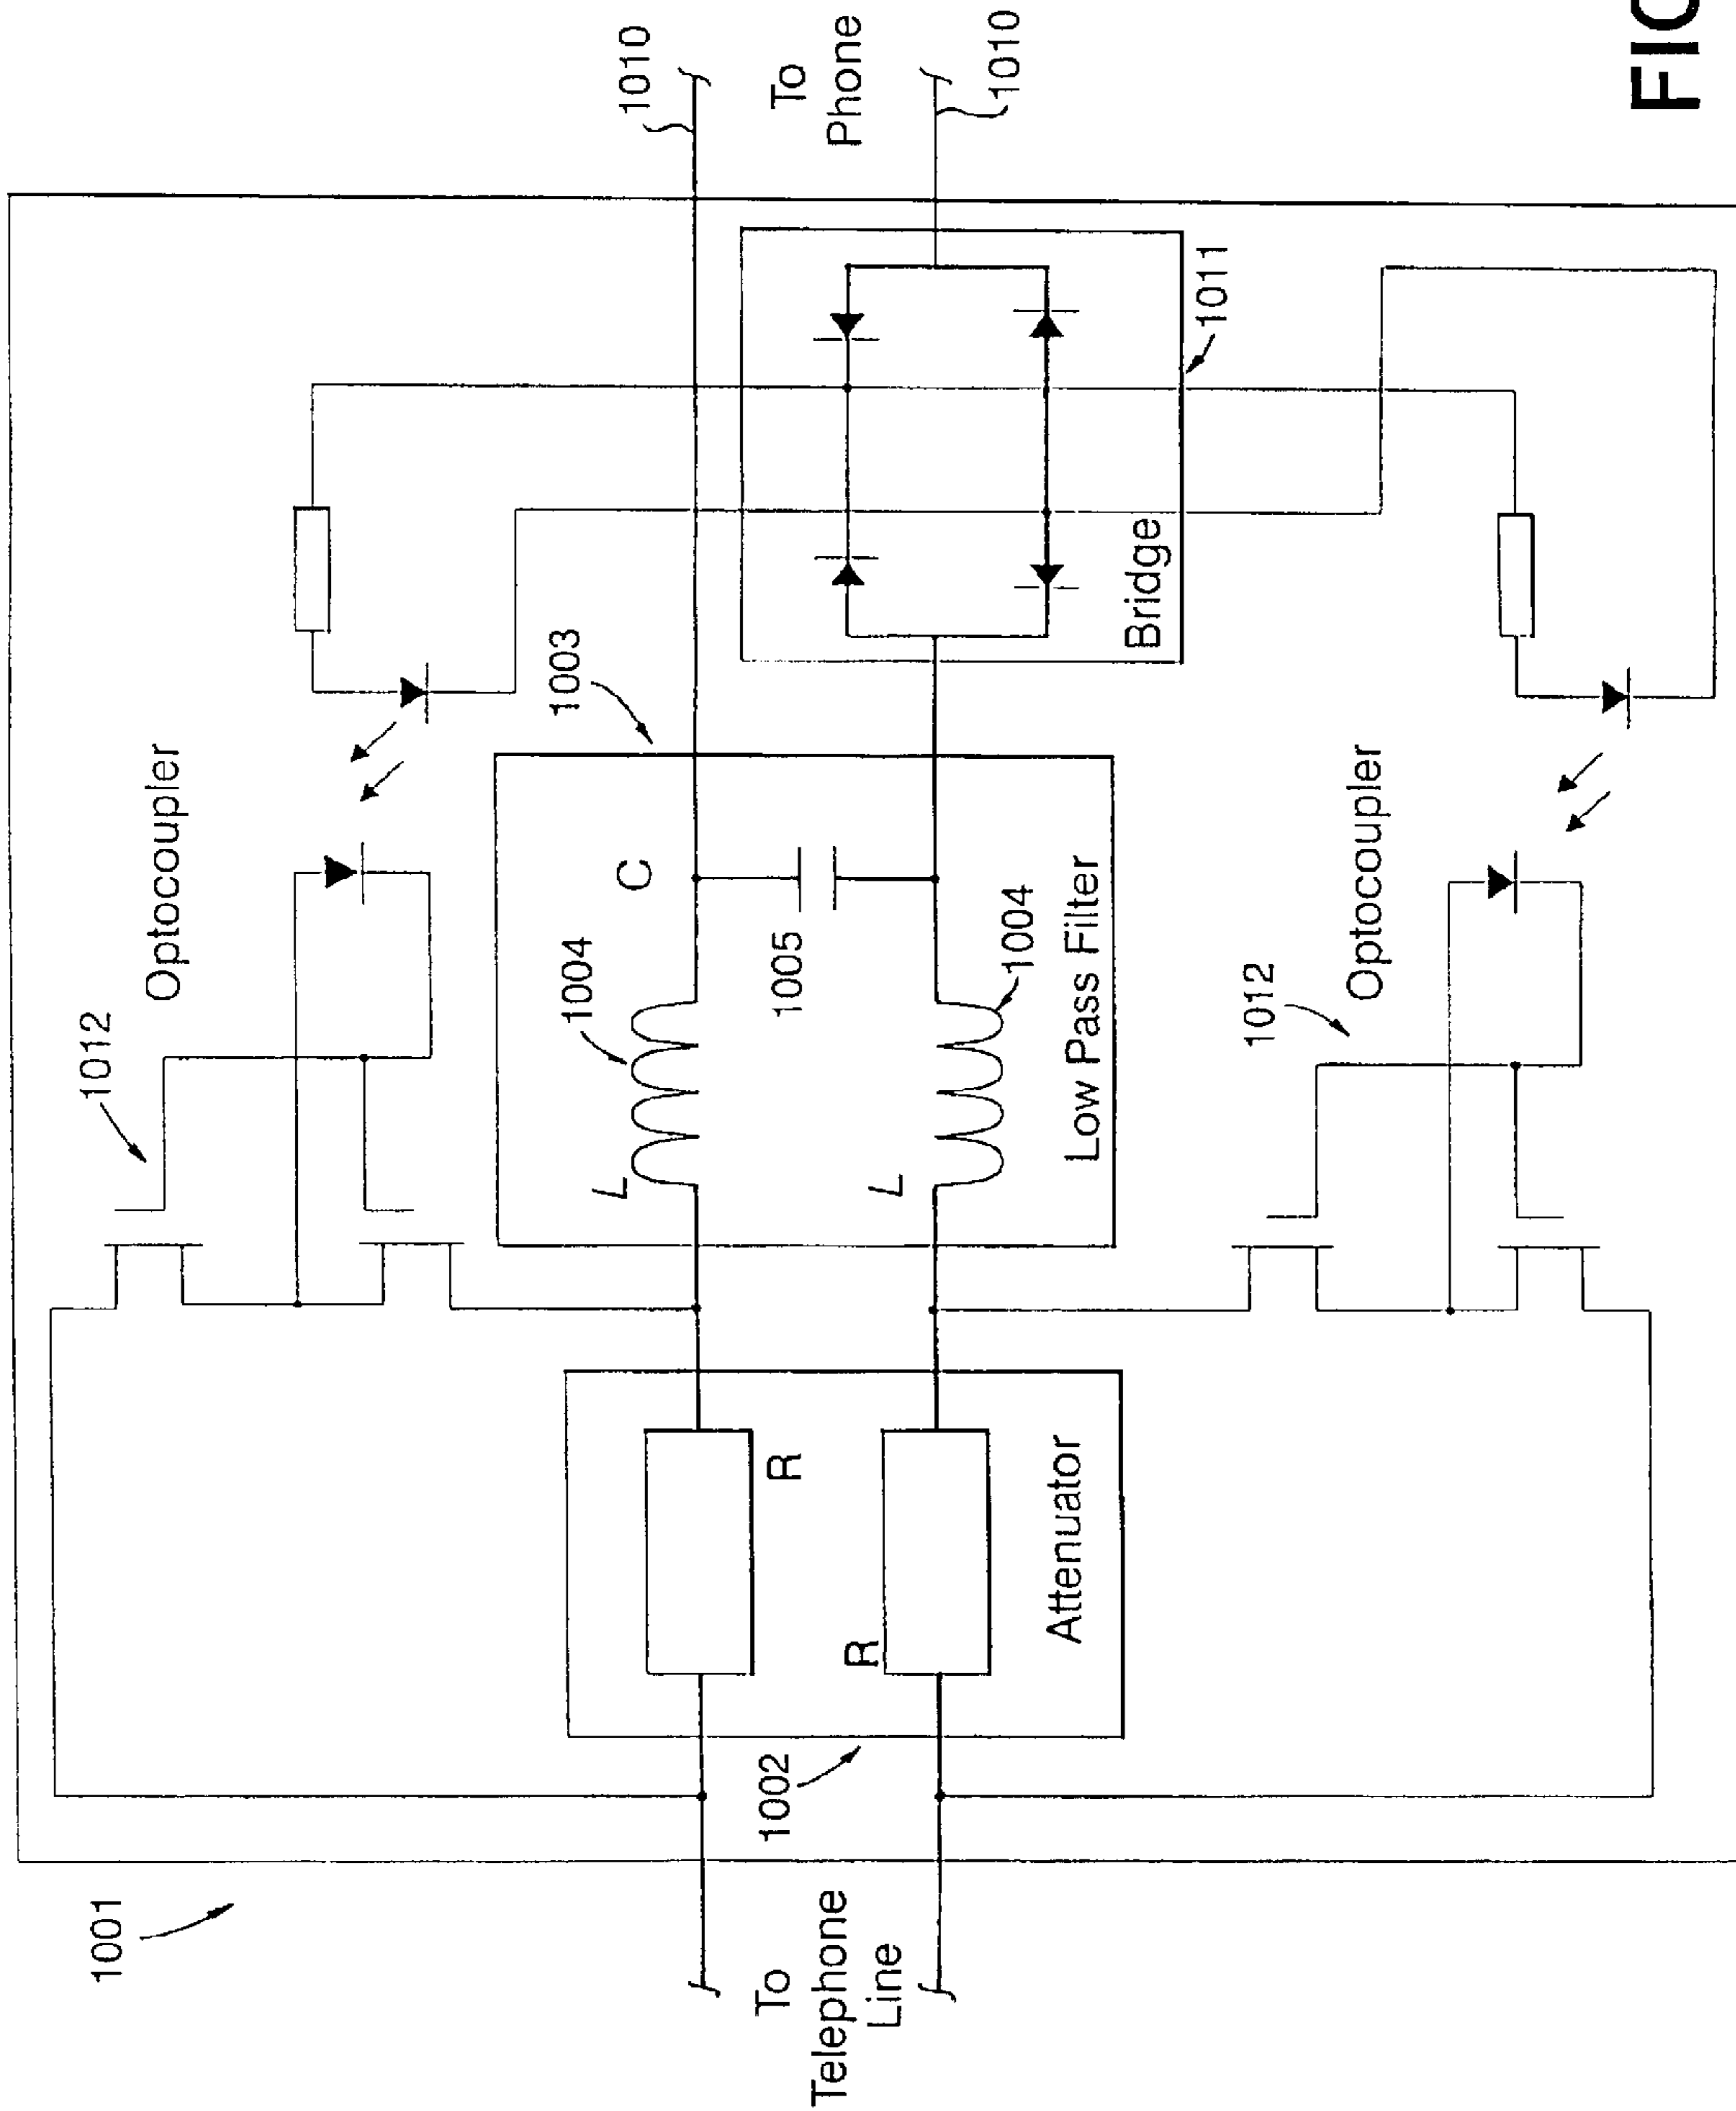 1001
To
Telephone
Line
1002
R
R
Attenuator
1012
Optocoupler
1003
1004
L
C
1005
L
1004
Low Pass Filter
1012
Optocoupler
Bridge
1011
1010
To
Phone
1010